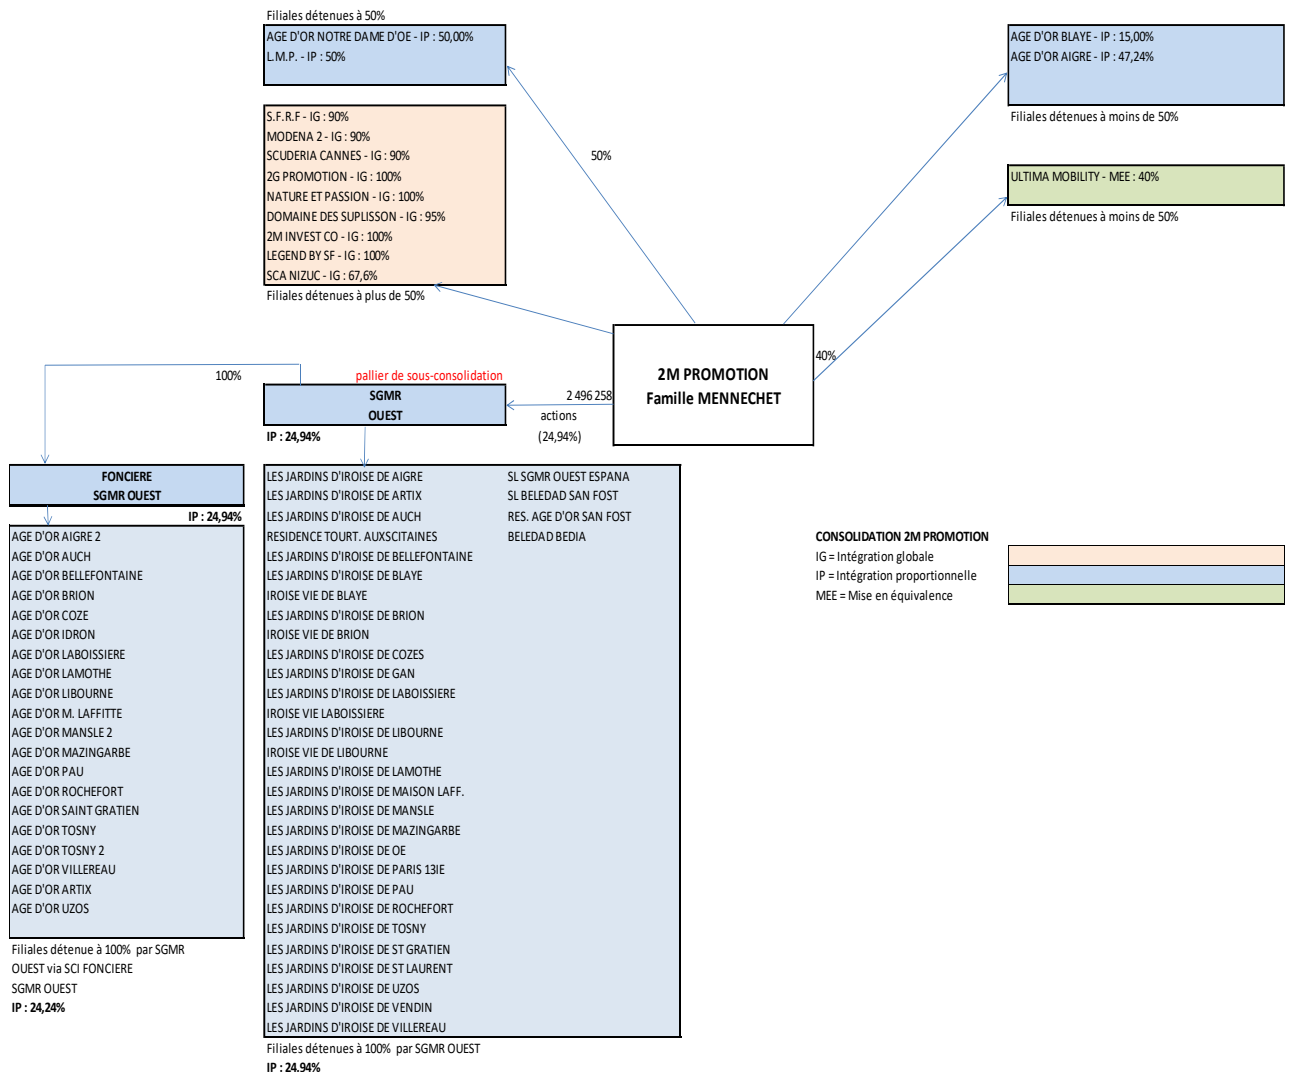 Filiales détenues à 50%
AGE D'OR NOTRE DAME D'OE - IP : 50,00%
L.M.P. - IP : 50%
AGE D'OR BLAYE - IP : 15,00%
AGE D'OR AIGRE - IP : 47,24%
Filiales détenues à moins de 50%
S.F.R.F - IG : 90%
MODENA 2 - IG : 90%
SCUDERIA CANNES - IG : 90%
2G PROMOTION - IG : 100%
NATURE ET PASSION - IG : 100%
DOMAINE DES SUPLISSON - IG : 95%
2M INVEST CO - IG : 100%
LEGEND BY SF - IG : 100%
SCA NIZUC - IG : 67,6%
Filiales détenues à plus de 50%
50%
ULTIMA MOBILITY - MEE : 40%
Filiales détenues à moins de 50%
40%
2M PROMOTION
Famille MENNECHET
100%
pallier de sous-consolidation
SGMR
OUEST
IP : 24,94%
2 496 258
actions
(24,94%)
FONCIERE
SGMR OUEST
IP : 24,94%
AGE D'OR AIGRE 2
AGE D'OR AUCH
AGE D'OR BELLEFONTAINE
AGE D'OR BRION
AGE D'OR COZE
AGE D'OR IDRON
AGE D'OR LABOISSIERE
AGE D'OR LAMOTHE
AGE D'OR LIBOURNE
AGE D'OR M. LAFFITTE
AGE D'OR MANSLE 2
AGE D'OR MAZINGARBE
AGE D'OR PAU
AGE D'OR ROCHEFORT
AGE D'OR SAINT GRATIEN
AGE D'OR TOSNY
AGE D'OR TOSNY 2
AGE D'OR VILLEREAU
AGE D'OR ARTIX
AGE D'OR UZOS
Filiales détenue à 100% par SGMR
OUEST via SCI FONCIERE
SGMR OUEST
IP : 24,24%
LES JARDINS D'IROISE DE AIGRE
LES JARDINS D'IROISE DE ARTIX
LES JARDINS D'IROISE DE AUCH
RESIDENCE TOURT. AUXSCITAINES
LES JARDINS D'IROISE DE BELLEFONTAINE
LES JARDINS D'IROISE DE BLAYE
IROISE VIE DE BLAYE
LES JARDINS D'IROISE DE BRION
IROISE VIE DE BRION
LES JARDINS D'IROISE DE COZES
LES JARDINS D'IROISE DE GAN
LES JARDINS D'IROISE DE LABOISSIERE
IROISE VIE LABOISSIERE
LES JARDINS D'IROISE DE LIBOURNE
IROISE VIE DE LIBOURNE
LES JARDINS D'IROISE DE LAMOTHE
LES JARDINS D'IROISE DE MAISON LAFF.
LES JARDINS D'IROISE DE MANSLE
LES JARDINS D'IROISE DE MAZINGARBE
LES JARDINS D'IROISE DE OE
LES JARDINS D'IROISE DE PARIS 13IE
LES JARDINS D'IROISE DE PAU
LES JARDINS D'IROISE DE ROCHEFORT
LES JARDINS D'IROISE DE TOSNY
LES JARDINS D'IROISE DE ST GRATIEN
LES JARDINS D'IROISE DE ST LAURENT
LES JARDINS D'IROISE DE UZOS
LES JARDINS D'IROISE DE VENDIN
LES JARDINS D'IROISE DE VILLEREAU
SL SGMR OUEST ESPANA
SL BELEDAD SAN FOST
RES. AGE D'OR SAN FOST
BELEDAD BEDIA
Filiales détenues à 100% par SGMR OUEST
IP : 24,94%
CONSOLIDATION 2M PROMOTION
IG = Intégration globale
IP = Intégration proportionnelle
MEE = Mise en équivalence